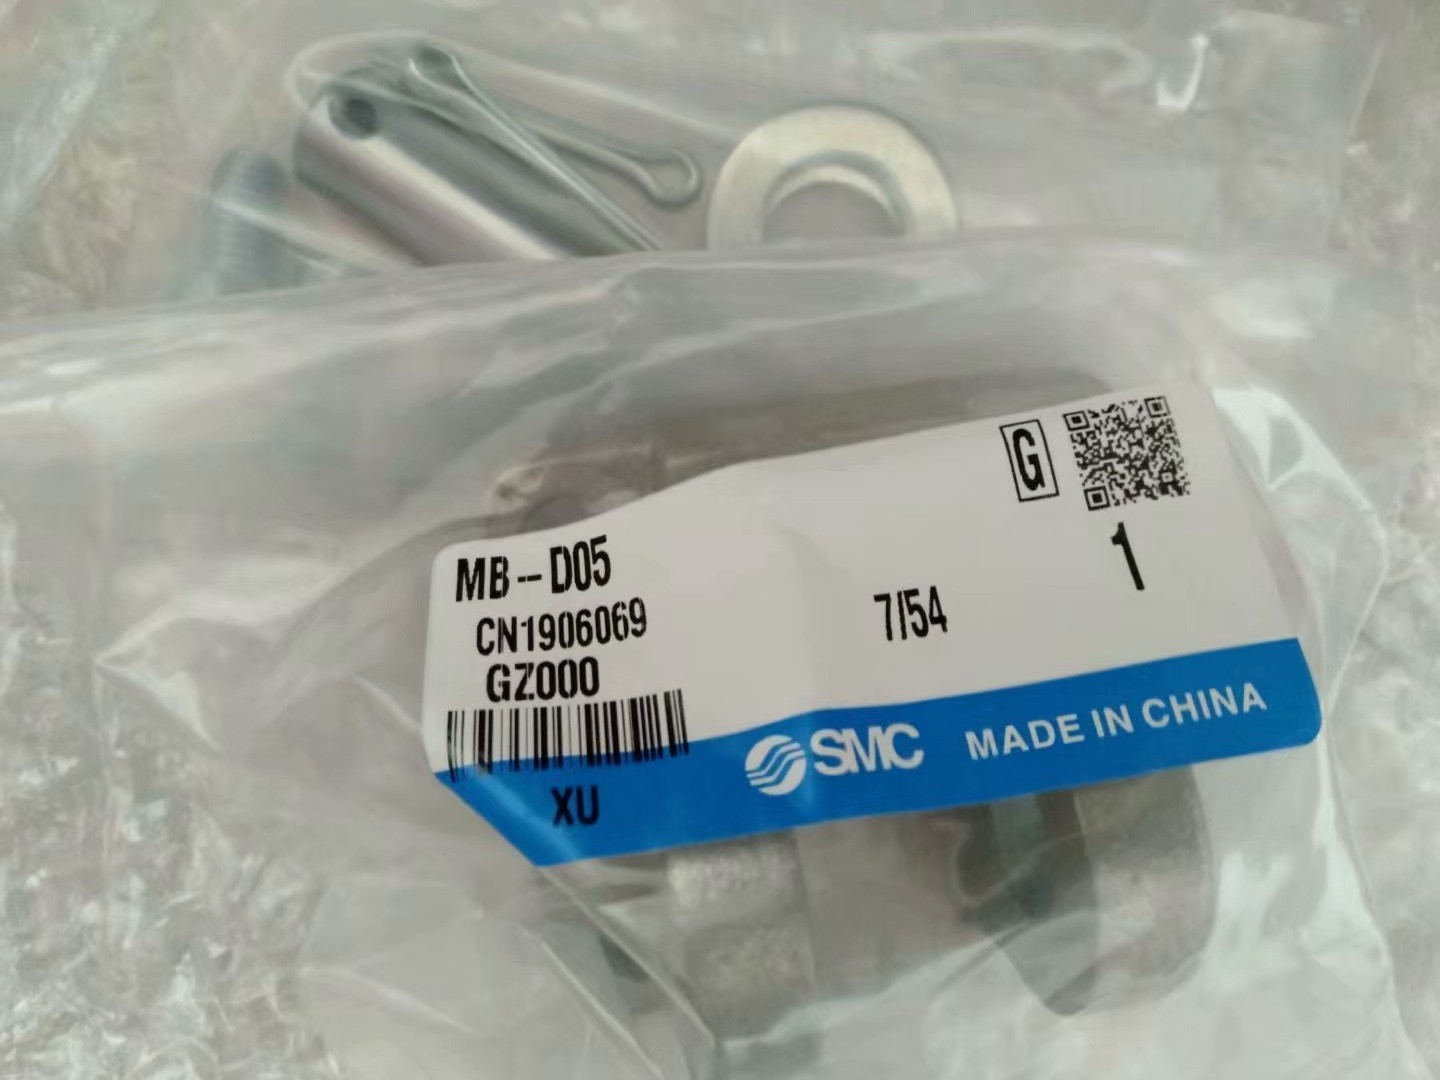 G
MB-D05
1
CN1906069
7/54
GZ000
SMC MADE IN CHINA
XU